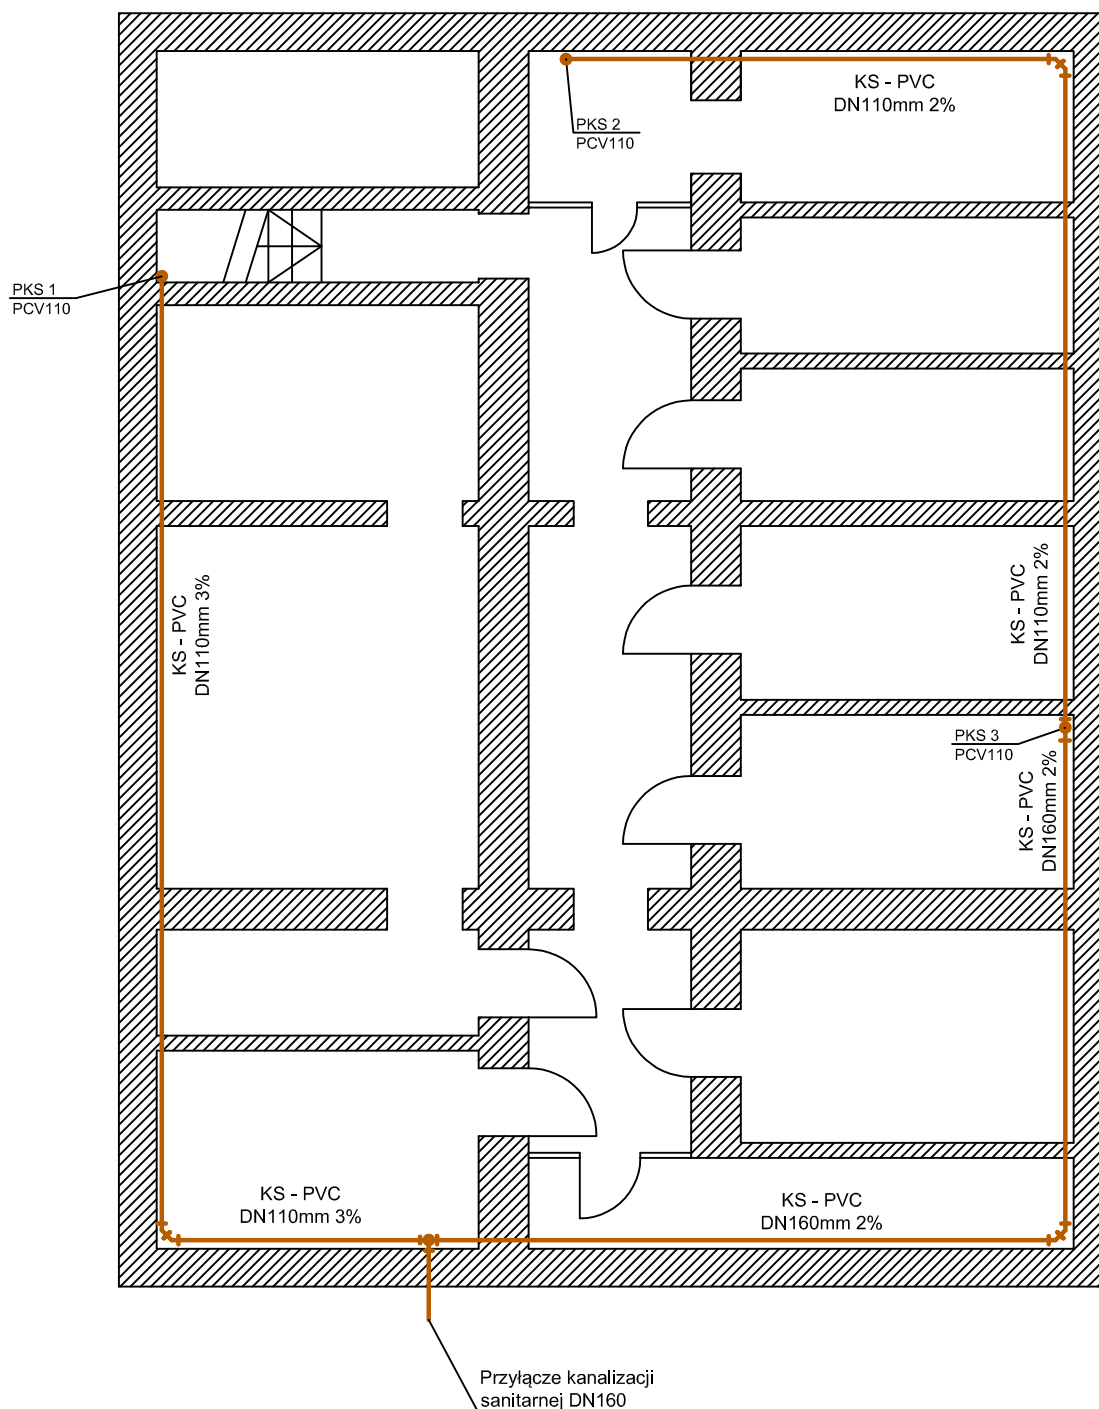 KS - PVC
DN110mm 2%
PKS 2
PCV110
PKS 1
PCV110
KS - PVC
DN110mm 3%
KS - PVC
DN110mm 2%
PKS 3
PCV110
KS - PVC
DN160mm 2%
KS - PVC
DN110mm 3%
KS - PVC
DN160mm 2%
Przyłącze kanalizacji
sanitarnej DN160